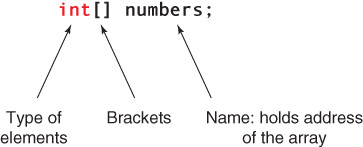 int[] numbers;
Type of
elements
Brackets
Name: holds address
of the array